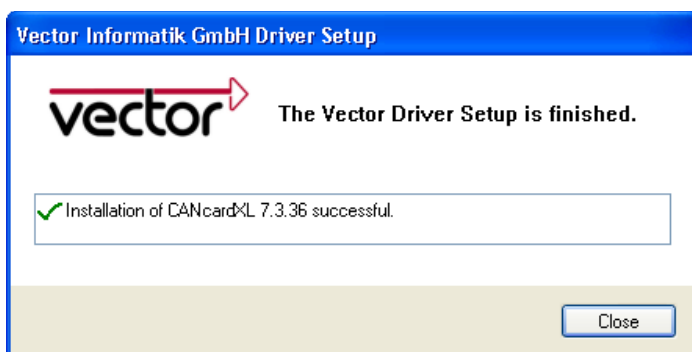 Vector Informatik GmbH Driver Setup
vector
The Vector Driver Setup is finished.
Installation of CANcardXL 7.3.36 successful.
Close